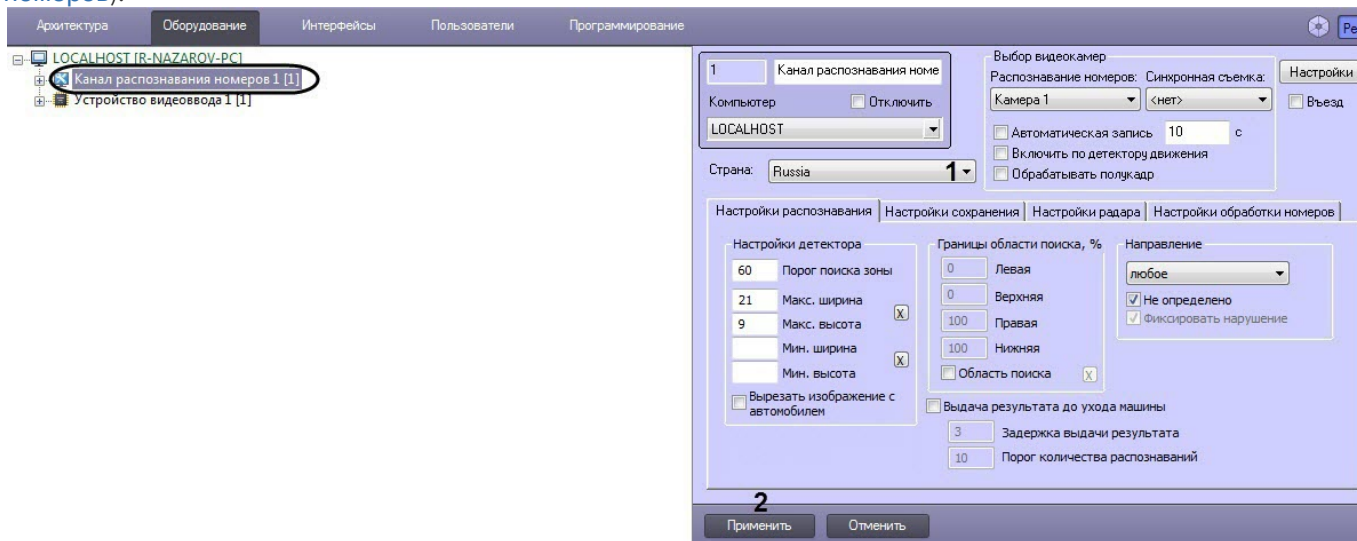 номеров).
Архитектура Оборудование Интерфейсы Пользователи Программирование
LOCALHOST [R-NAZAROV-PC]
Канал распознавания номеров 1 [1]
Устройство видеоввода 1 [1]
1 Канал распознавания номе
Компьютер Отключить
LOCALHOST
Страна: Russia 1
Выбор видеокамер
Распознавание номеров: Синхронная съемка:
Камера 1 <нет>
Автоматическая запись 10 с
Включить по детектору движения
Обрабатывать полукадр
Настройки
Въезд
Настройки распознавания Настройки сохранения Настройки радара Настройки обработки номеров
Настройки детектора
60 Порог поиска зоны
21 Макс. ширина
9 Макс. высота
X
Мин. ширина
Мин. высота
X
Вырезать изображение с
автомобилем
Границы области поиска, %
0 Левая
0 Верхняя
100 Правая
100 Нижняя
Область поиска X
Направление
любое
Не определено
Фиксировать нарушение
Выдача результата до ухода машины
3 Задержка выдачи результата
10 Порог количества распознаваний
2
Применить Отменить